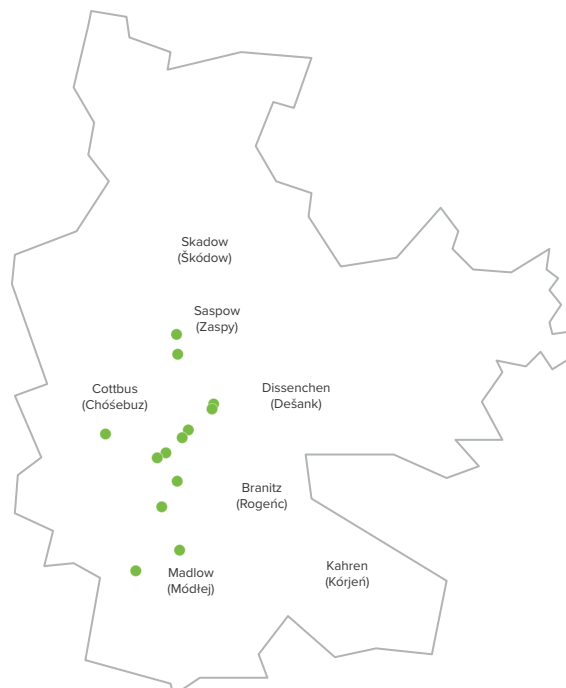 Skadow
(Škódow)
Saspow
(Zaspy)
Cottbus
(Chóśebuz)
Dissenchen
(Dešank)
Branitz
(Rogeńc)
Kahren
(Kórjeń)
Madlow
(Módłej)